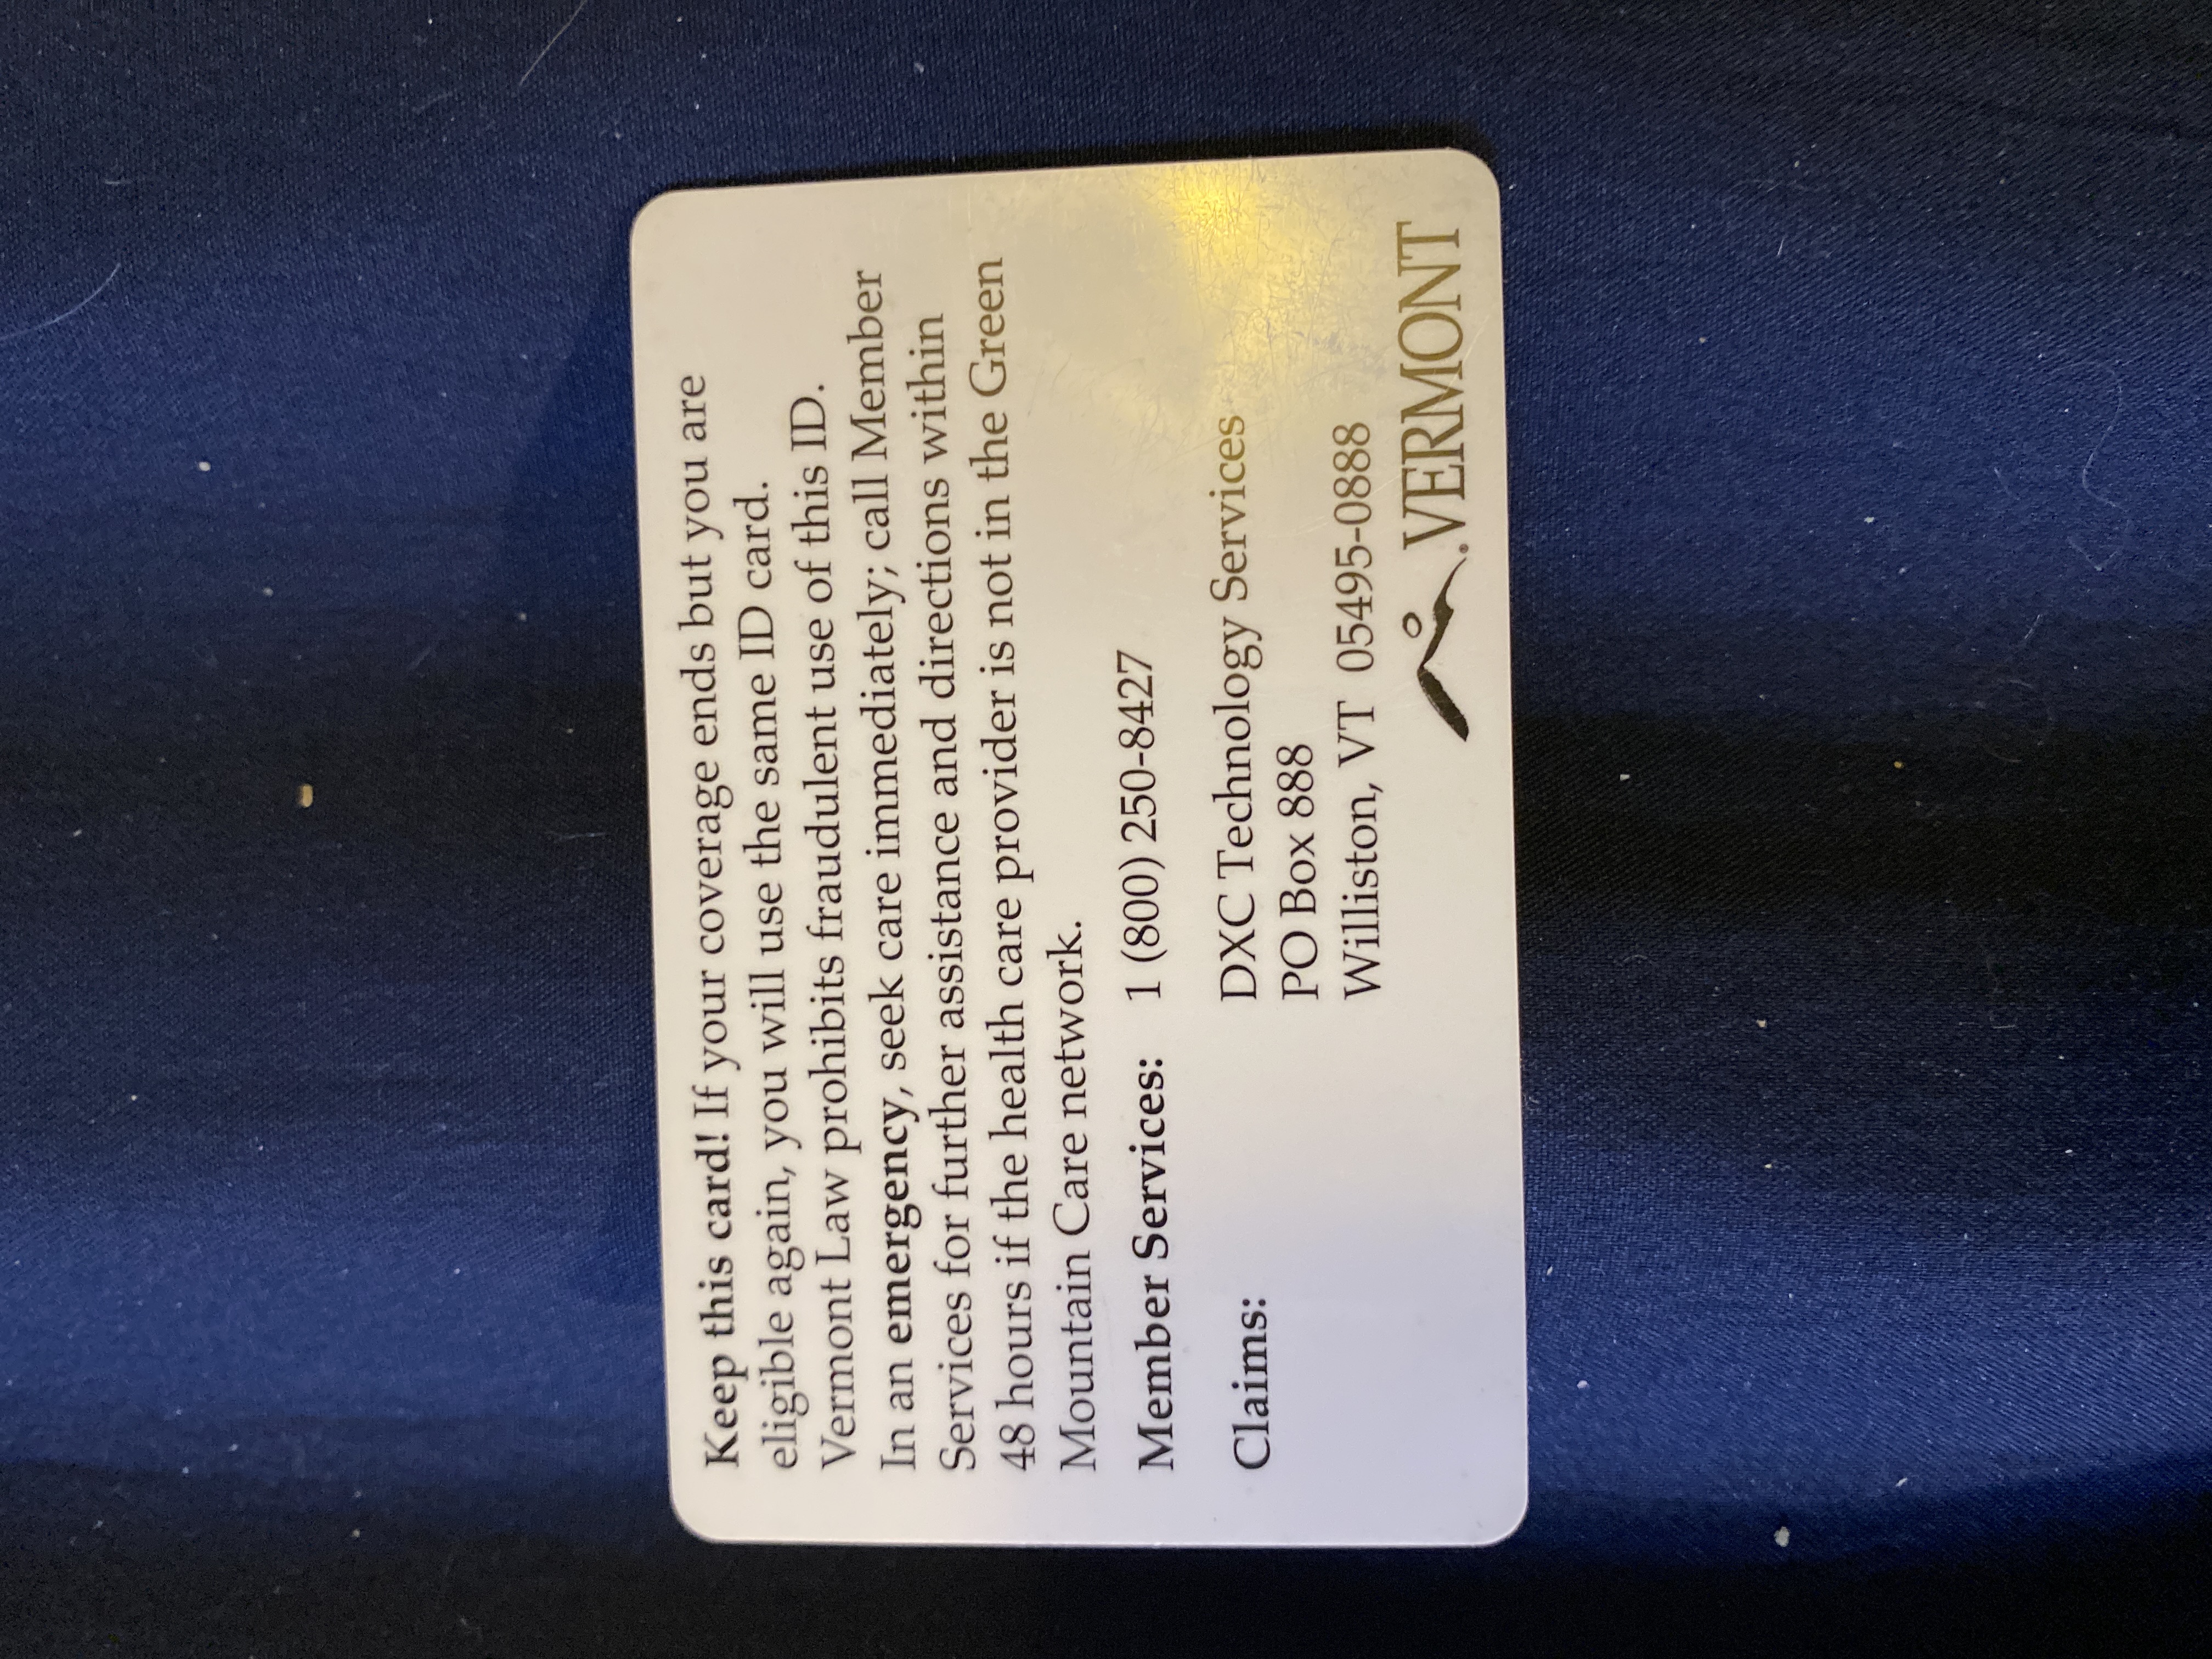 Keep this card! If your coverage ends but you are
eligible again, you will use the same ID card.
Vermont Law prohibits fraudulent use of this ID.
In an emergency, seek care immediately; call Member
Services for further assistance and directions within
48 hours if the health care provider is not in the Green
Mountain Care network.
Member Services: 1 (800) 250-8427
Claims: DXC Technology Services
PO Box 888
Williston, VT 05495-0888
VERMONT